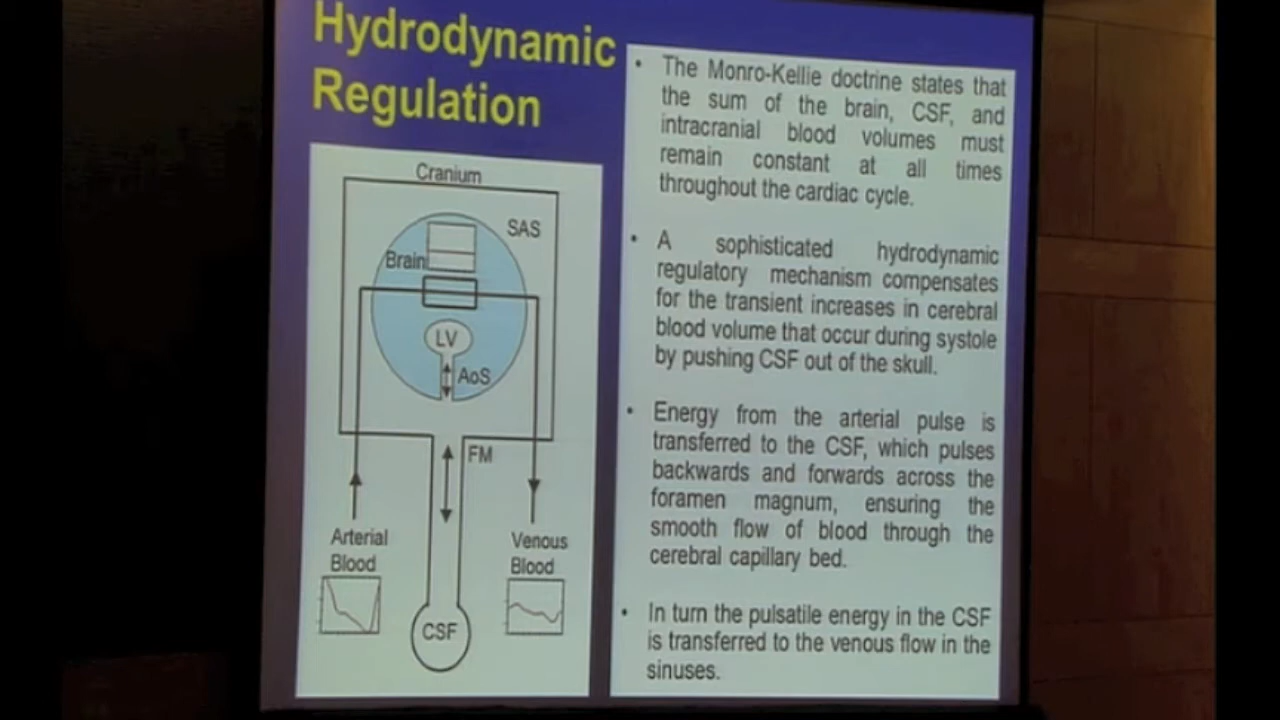 Hydrodynamic
Regulation
Cranium
SAS
Brain
LV
AoS
FM
Arterial
Blood
Venous
Blood
CSF
• The Monro-Kellie doctrine states that
the sum of the brain, CSF, and
intracranial blood volumes must
remain constant at all times
throughout the cardiac cycle.
• A sophisticated hydrodynamic
regulatory mechanism compensates
for the transient increases in cerebral
blood volume that occur during systole
by pushing CSF out of the skull.
• Energy from the arterial pulse is
transferred to the CSF, which pulses
backwards and forwards across the
foramen magnum, ensuring the
smooth flow of blood through the
cerebral capillary bed.
• In turn the pulsatile energy in the CSF
is transferred to the venous flow in the
sinuses.